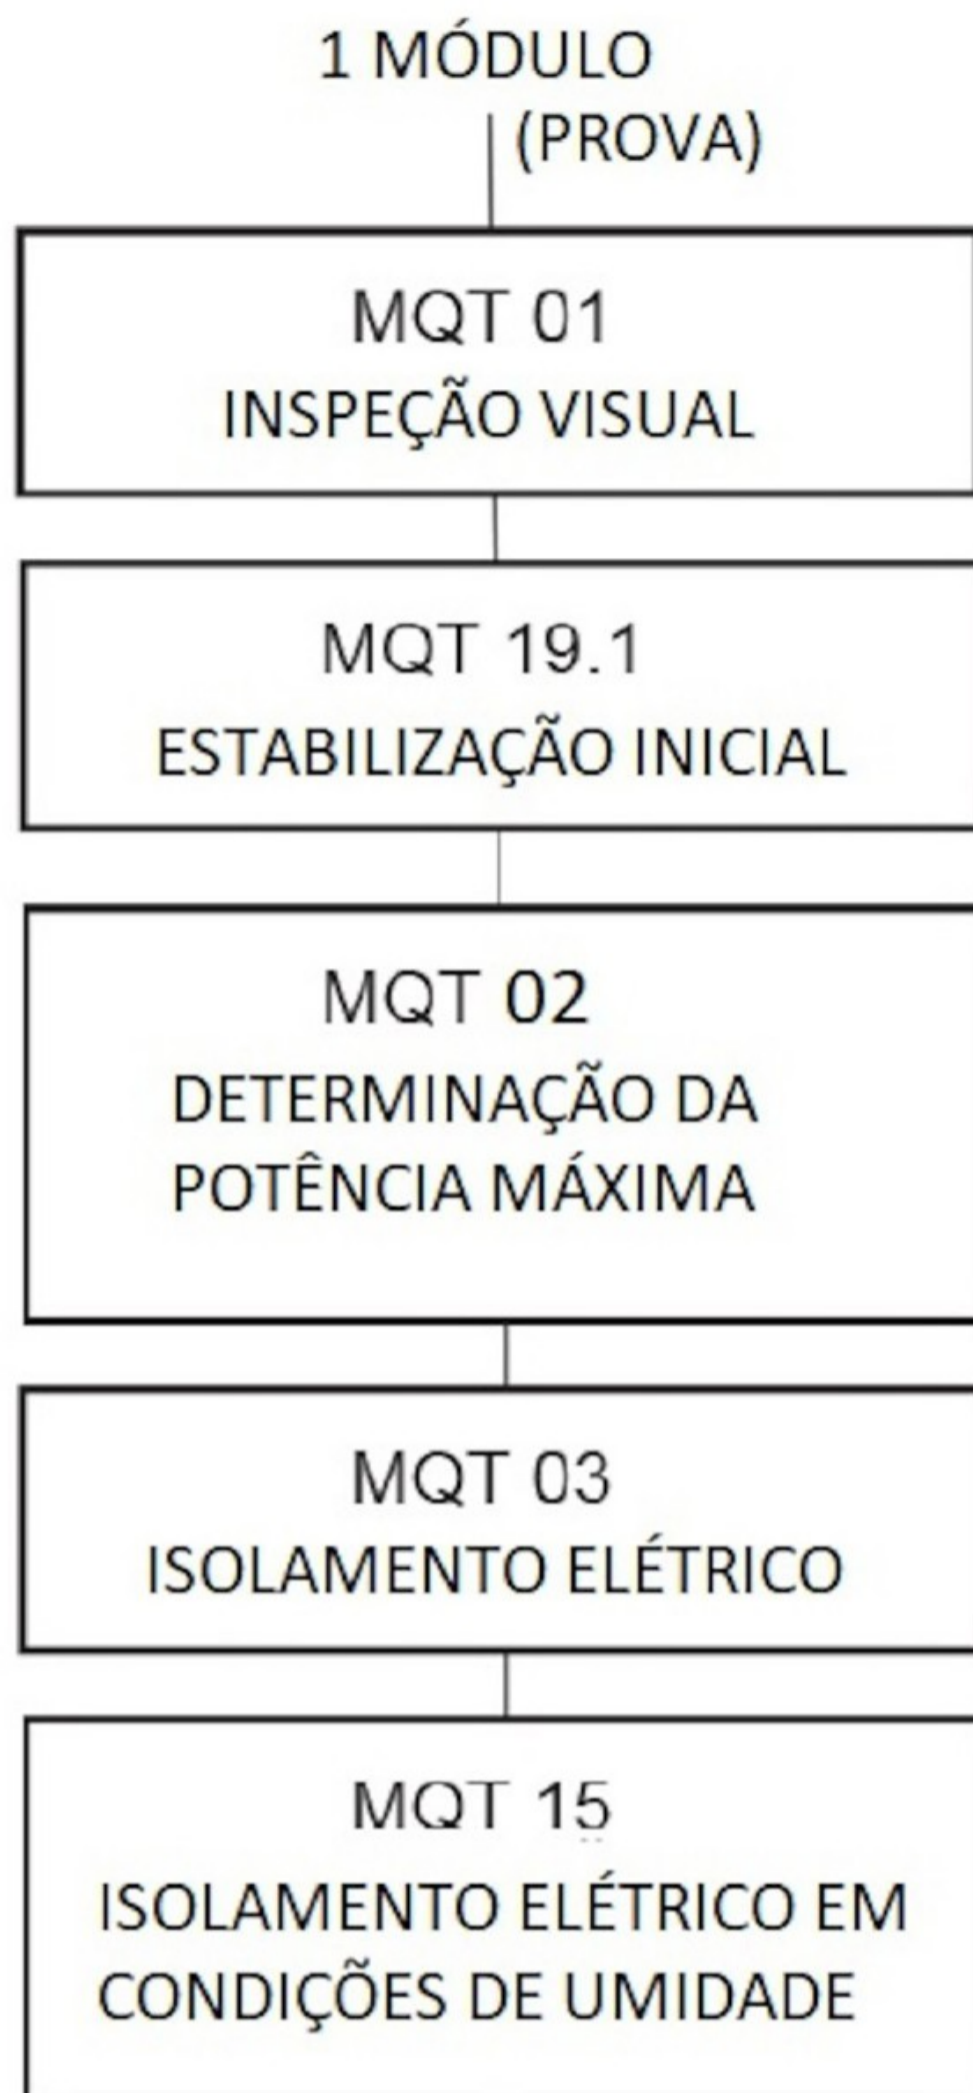 1 MÓDULO
(PROVA)
MQT 01
INSPEÇÃO VISUAL
MQT 19.1
ESTABILIZAÇÃO INICIAL
MQT 02
DETERMINAÇÃO DA
POTÊNCIA MÁXIMA
MQT 03
ISOLAMENTO ELÉTRICO
MQT 15
ISOLAMENTO ELÉTRICO EM
CONDIÇÕES DE UMIDADE